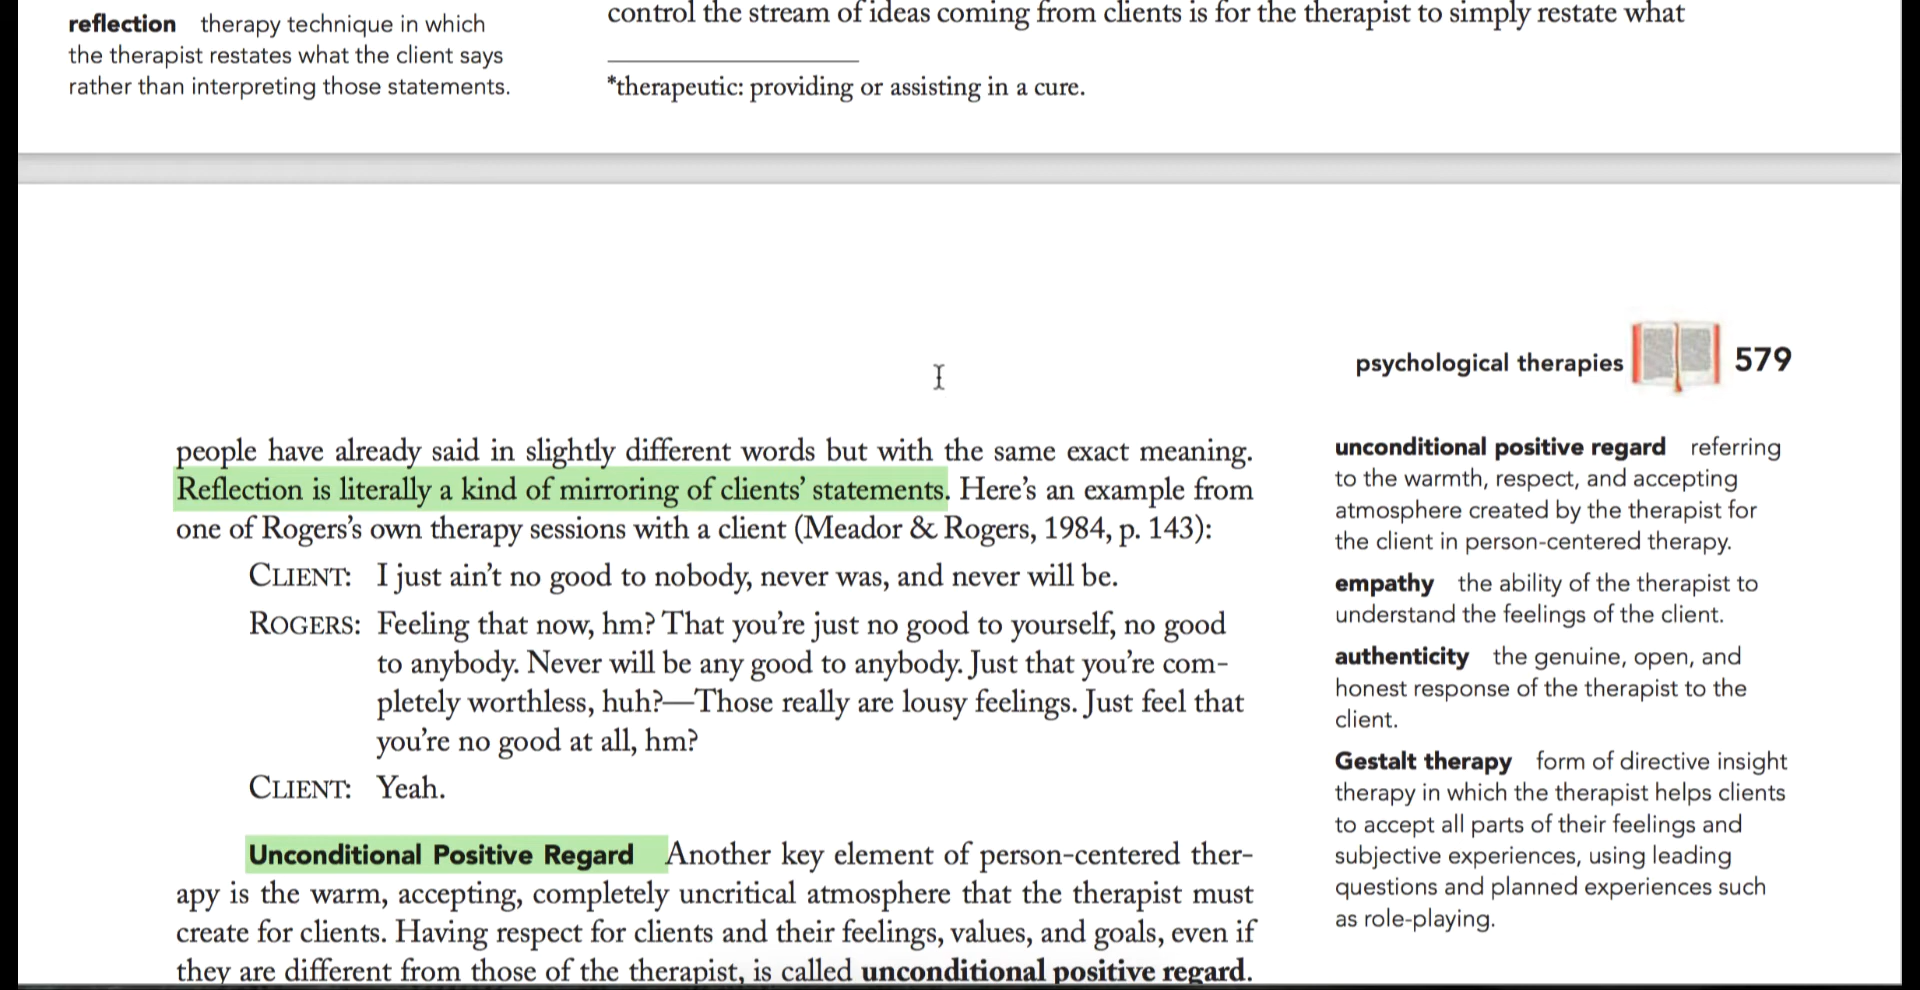 reflection therapy technique in which
the therapist restates what the client says
rather than interpreting those statements.
control the stream of ideas coming from clients is for the therapist to simply restate what
*therapeutic: providing or assisting in a cure.
psychological therapies 579
people have already said in slightly different words but with the same exact meaning.
Reflection is literally a kind of mirroring of clients’ statements. Here’s an example from
one of Rogers’s own therapy sessions with a client (Meador & Rogers, 1984, p. 143):
CLIENT: I just ain’t no good to nobody, never was, and never will be.
ROGERS: Feeling that now, hm? That you’re just no good to yourself, no good
to anybody. Never will be any good to anybody. Just that you’re com-
pletely worthless, huh?—Those really are lousy feelings. Just feel that
you’re no good at all, hm?
CLIENT: Yeah.
Unconditional Positive Regard Another key element of person-centered ther-
apy is the warm, accepting, completely uncritical atmosphere that the therapist must
create for clients. Having respect for clients and their feelings, values, and goals, even if
they are different from those of the therapist, is called unconditional positive regard.
unconditional positive regard referring
to the warmth, respect, and accepting
atmosphere created by the therapist for
the client in person-centered therapy.
empathy the ability of the therapist to
understand the feelings of the client.
authenticity the genuine, open, and
honest response of the therapist to the
client.
Gestalt therapy form of directive insight
therapy in which the therapist helps clients
to accept all parts of their feelings and
subjective experiences, using leading
questions and planned experiences such
as role-playing.